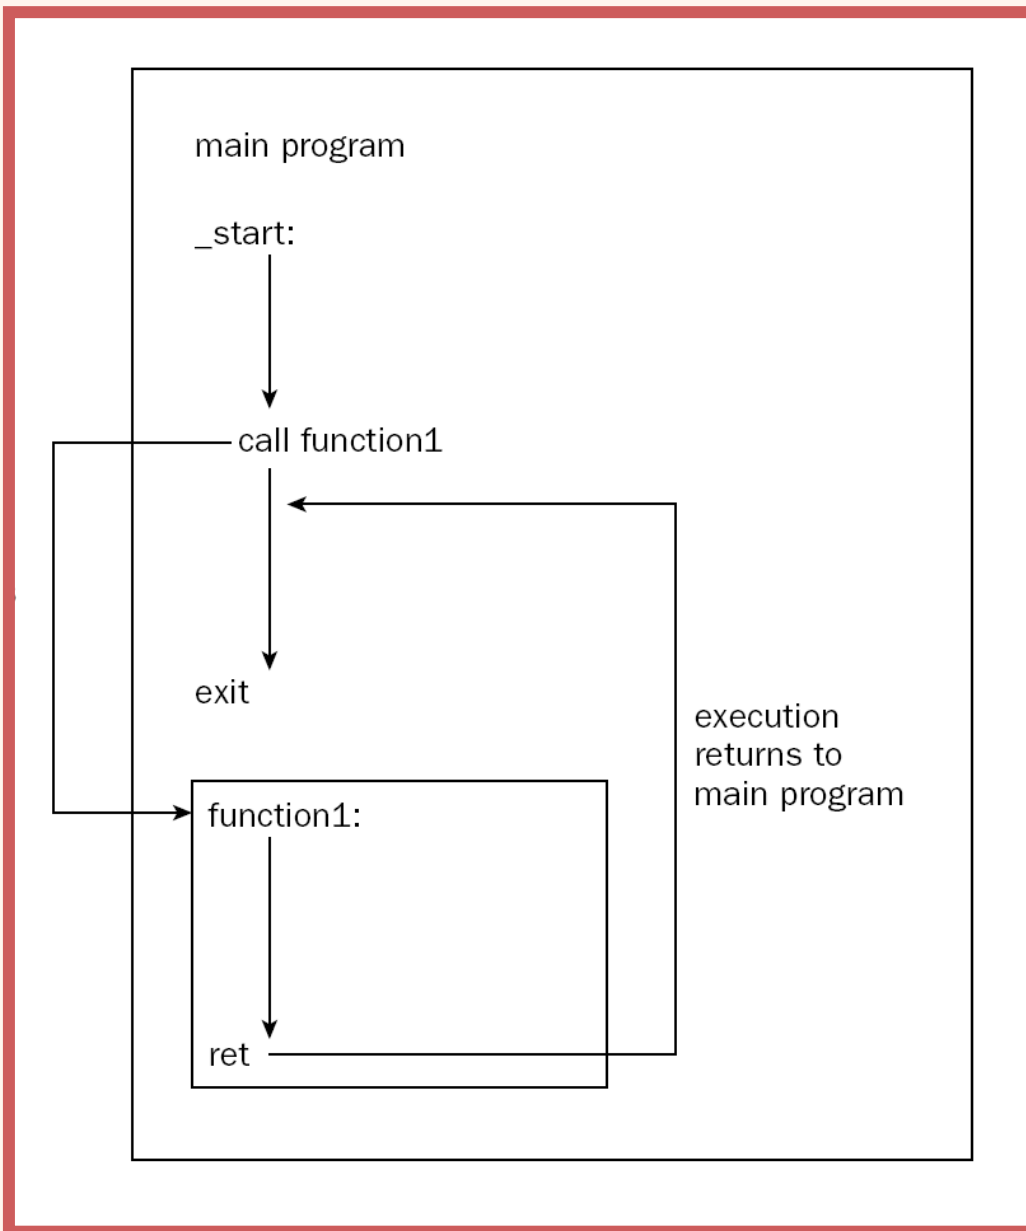 main program
_start:
call function1
exit
execution
returns to
main program
function1:
ret